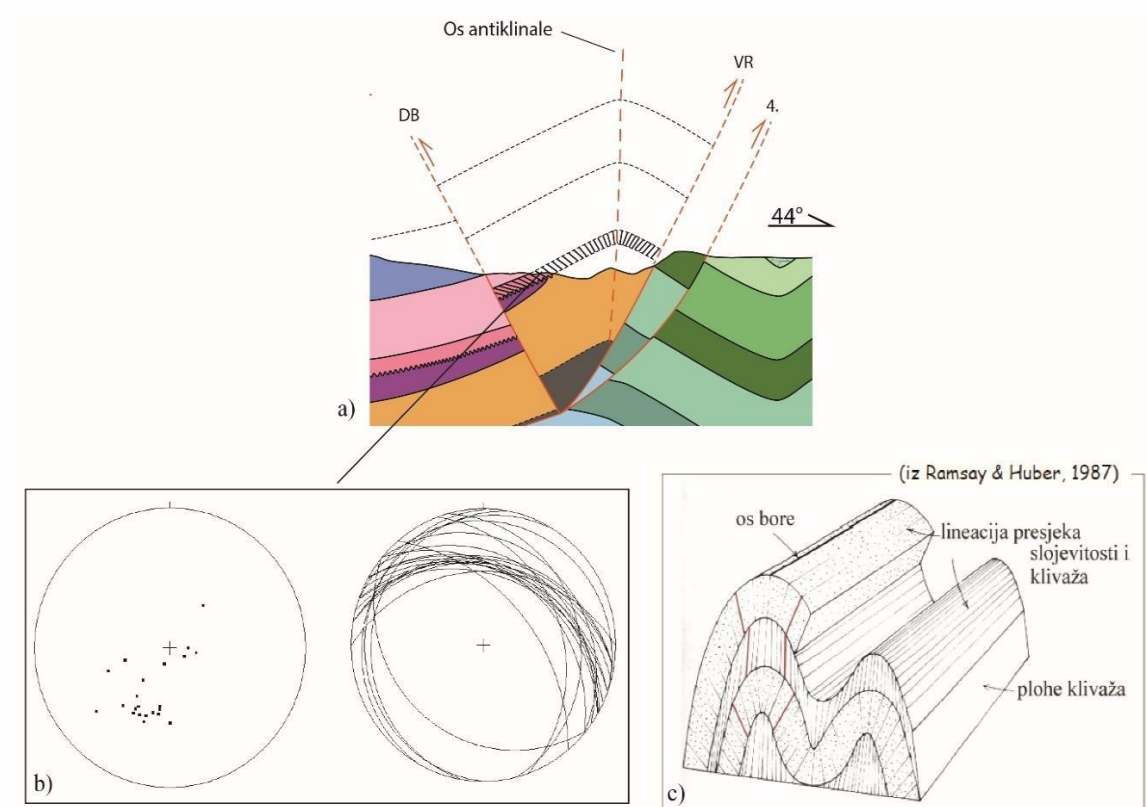 Os antiklinale
VR
4.
DB
44°
a)
(iz Ramsay & Huber, 1987)
os bore
lineacija presjeka
slojevitosti i
klivaža
plohe klivaža
b)
c)